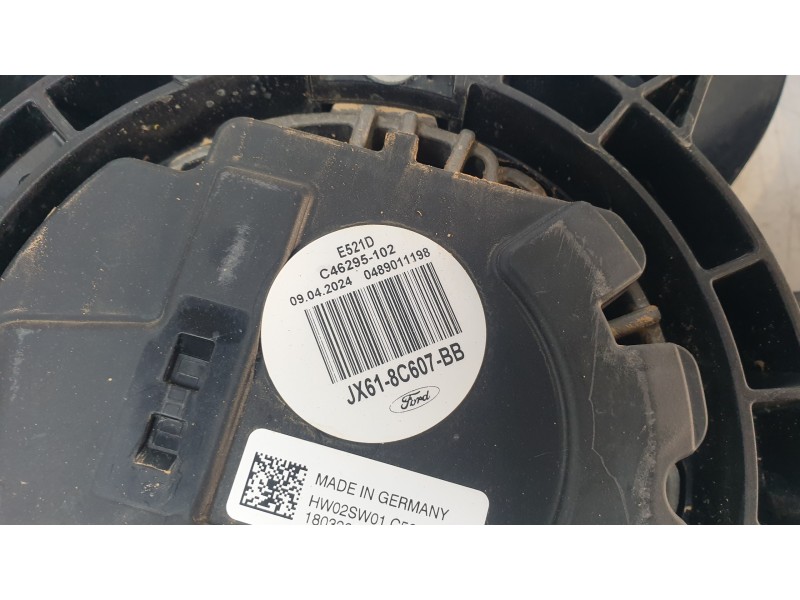 E521D
C46295-102
09.04.2024 0489011198
JX61-8C607-BB
Ford
MADE IN GERMANY
HW02SW01